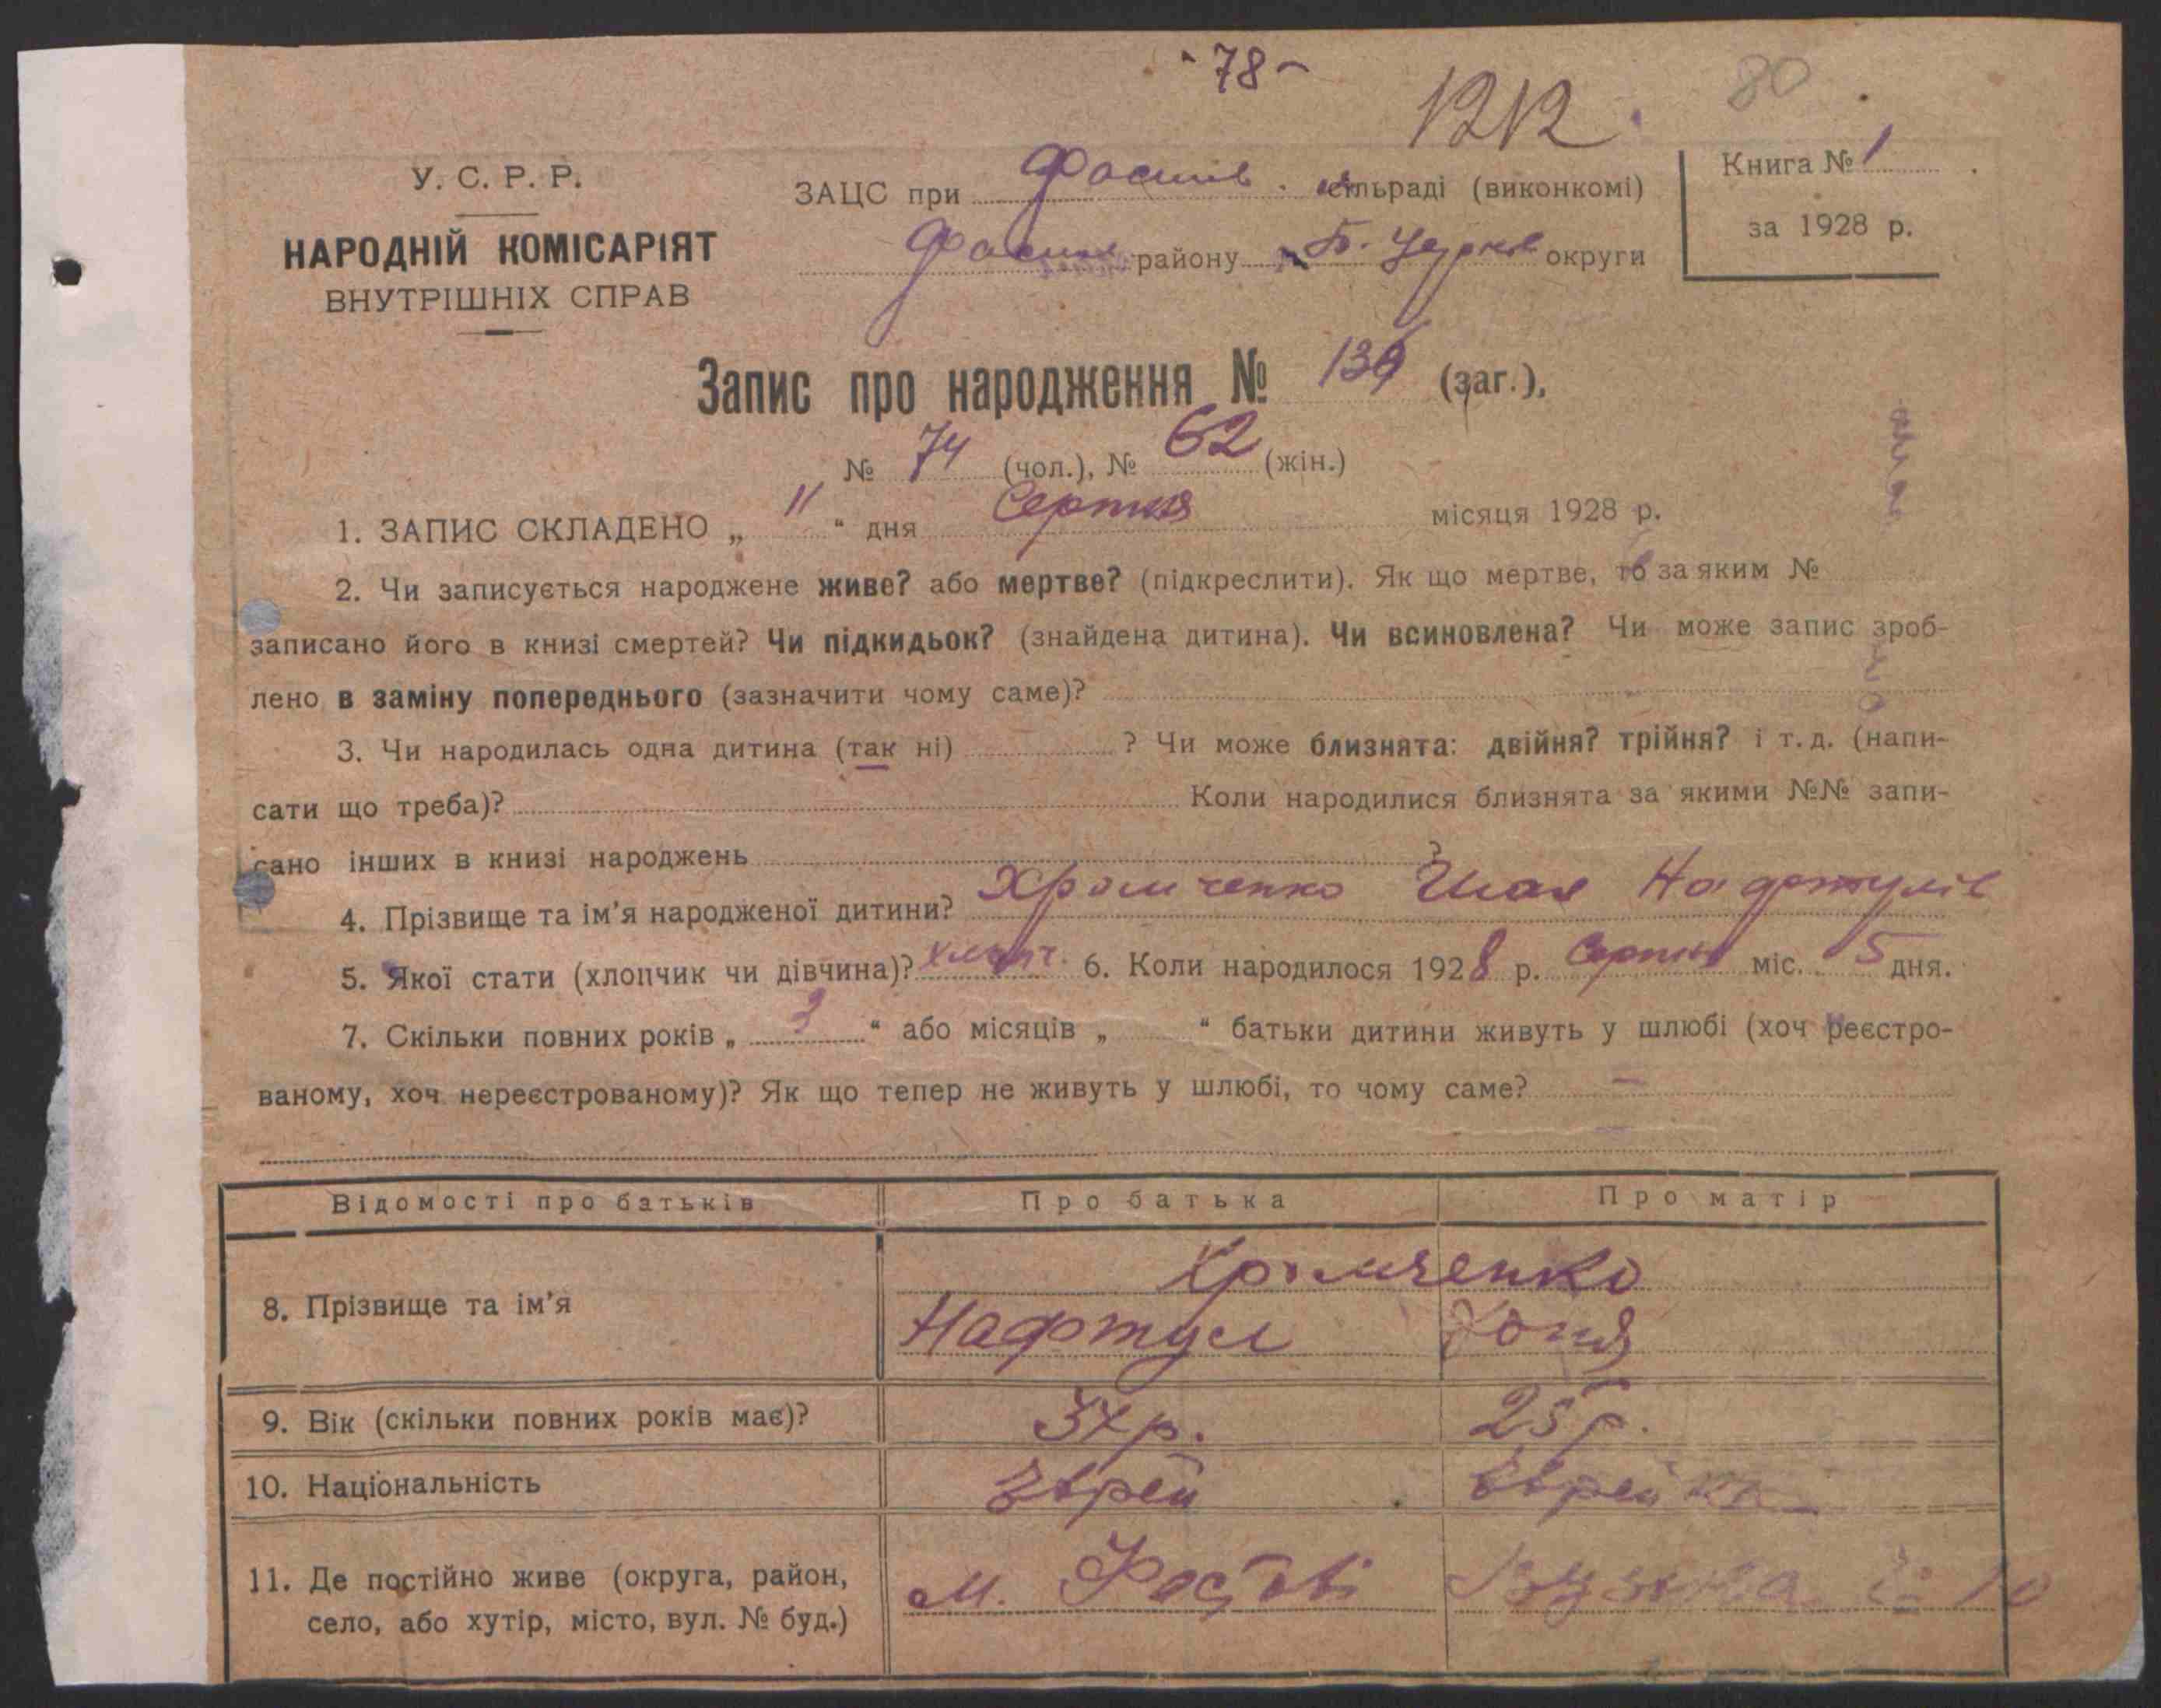 - 78 -
1212.
80
У. С. Р. Р.
НАРОДНІЙ КОМІСАРІЯТ
ВНУТРІШНІХ СПРАВ
ЗАЦС при Фастів. сільраді (виконкомі)
району Б. Церків округи
Книга № 1
за 1928 р.
Запис про народження № 136 (заг.),
№ 74 (чол.), № 62 (жін.)
1. ЗАПИС СКЛАДЕНО „ 11 “ дня Серпня місяця 1928 р.
2. Чи записується народжене живе? або мертве? (підкреслити). Як що мертве, то за яким №
записано його в книзі смертей? Чи підкидьок? (знайдена дитина). Чи всиновлена? Чи може запис зроб-
лено в заміну попереднього (зазначити чому саме)?
3. Чи народилась одна дитина (так ні) ? Чи може близнята: двійня? трійня? і т. д. (напи-
сати що треба)? Коли народилися близнята за якими №№ запи-
сано інших в книзі народжень ?
4. Прізвище та ім’я народженої дитини? Хромченко Шая Нафтулів
5. Якої стати (хлопчик чи дівчина)? хлопч. 6. Коли народилося 1928 р. Серпня міс. 5 дня.
7. Скільки повних років „ 3 “ або місяців „ “ батьки дитини живуть у шлюбі (хоч реєстро-
ваному, хоч нереєстрованому)? Як що тепер не живуть у шлюбі, то чому саме? —
Відомості про батьків Про батька Про матір
8. Прізвище та ім’я Хромченко
Нафтул Хоня
9. Вік (скільки повних років має)? 37 р. 25 р.
10. Національність Єврей Єврейка
11. Де постійно живе (округа, район,
село, або хутір, місто, вул. № буд.) м. Фастові 10